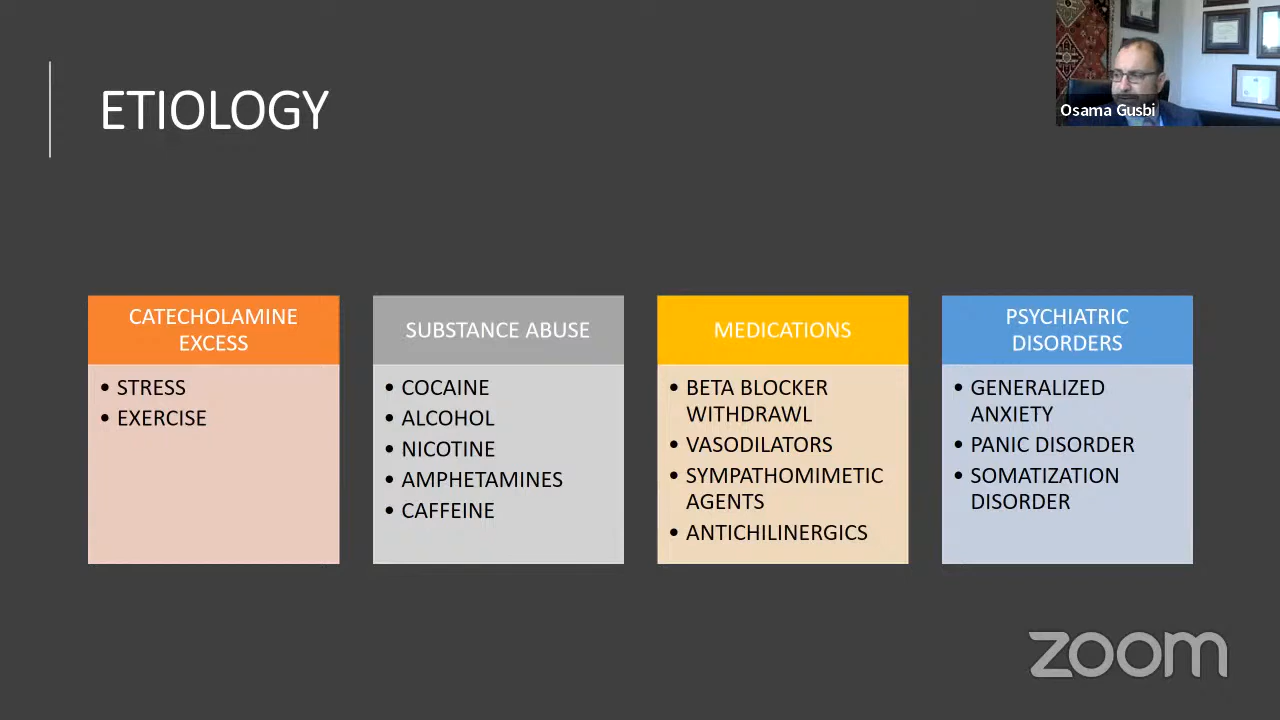 Osama Gusbi
ETIOLOGY
CATECHOLAMINE
EXCESS
• STRESS
• EXERCISE
SUBSTANCE ABUSE
• COCAINE
• ALCOHOL
• NICOTINE
• AMPHETAMINES
• CAFFEINE
MEDICATIONS
• BETA BLOCKER
WITHDRAWL
• VASODILATORS
• SYMPATHOMIMETIC
AGENTS
• ANTICHILINERGICS
PSYCHIATRIC
DISORDERS
• GENERALIZED
ANXIETY
• PANIC DISORDER
• SOMATIZATION
DISORDER
zoom